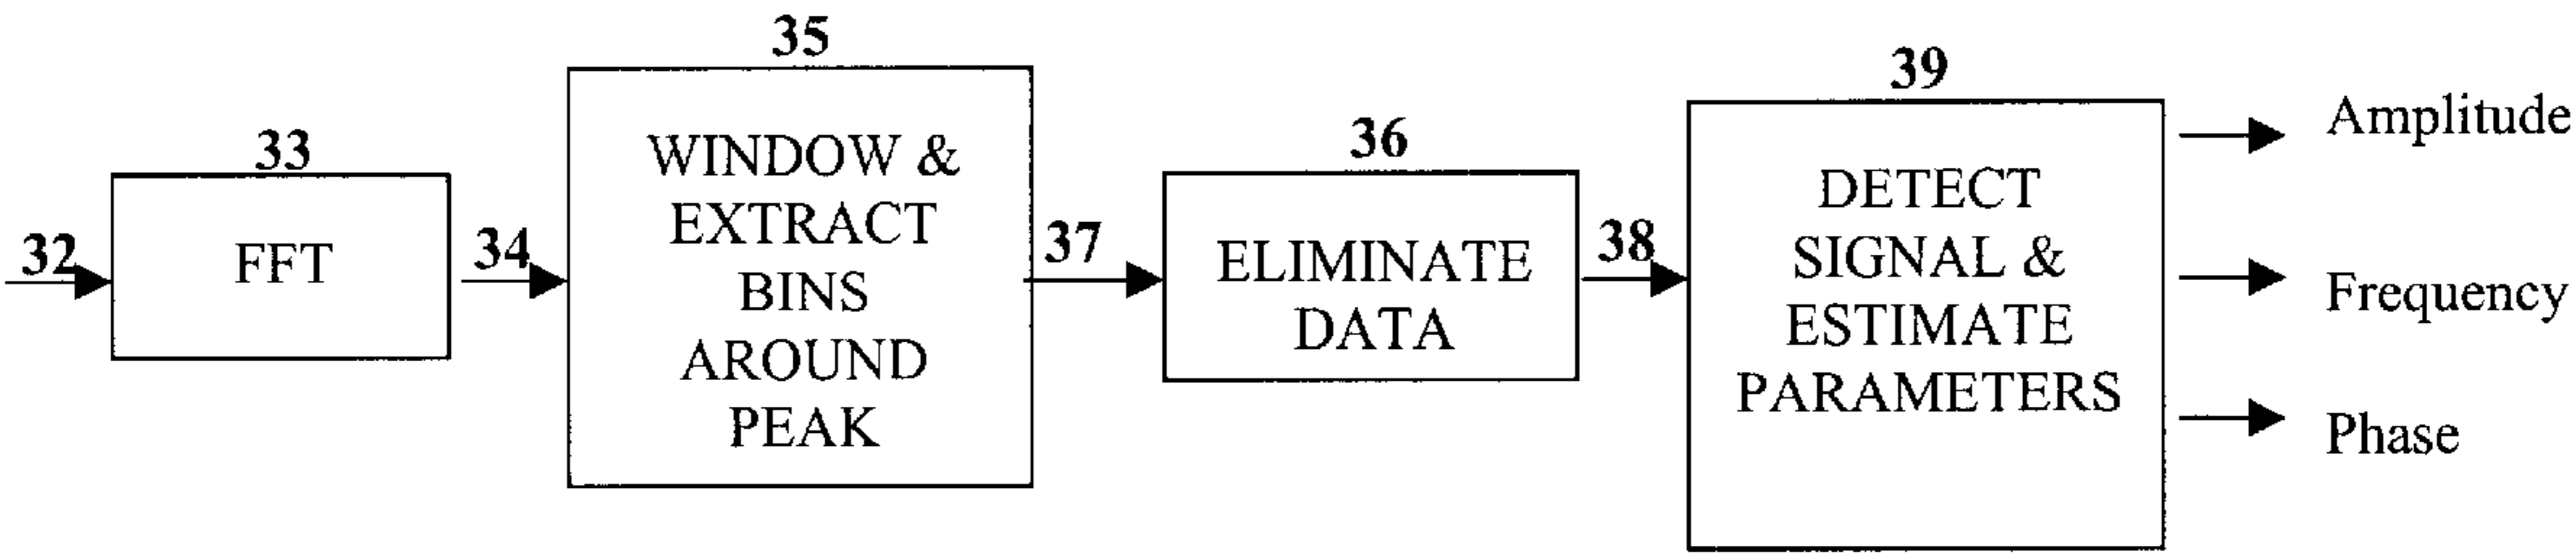 32
33
FFT
34
35
WINDOW &
EXTRACT
BINS
AROUND
PEAK
37
36
ELIMINATE
DATA
38
39
DETECT
SIGNAL &
ESTIMATE
PARAMETERS
Amplitude
Frequency
Phase